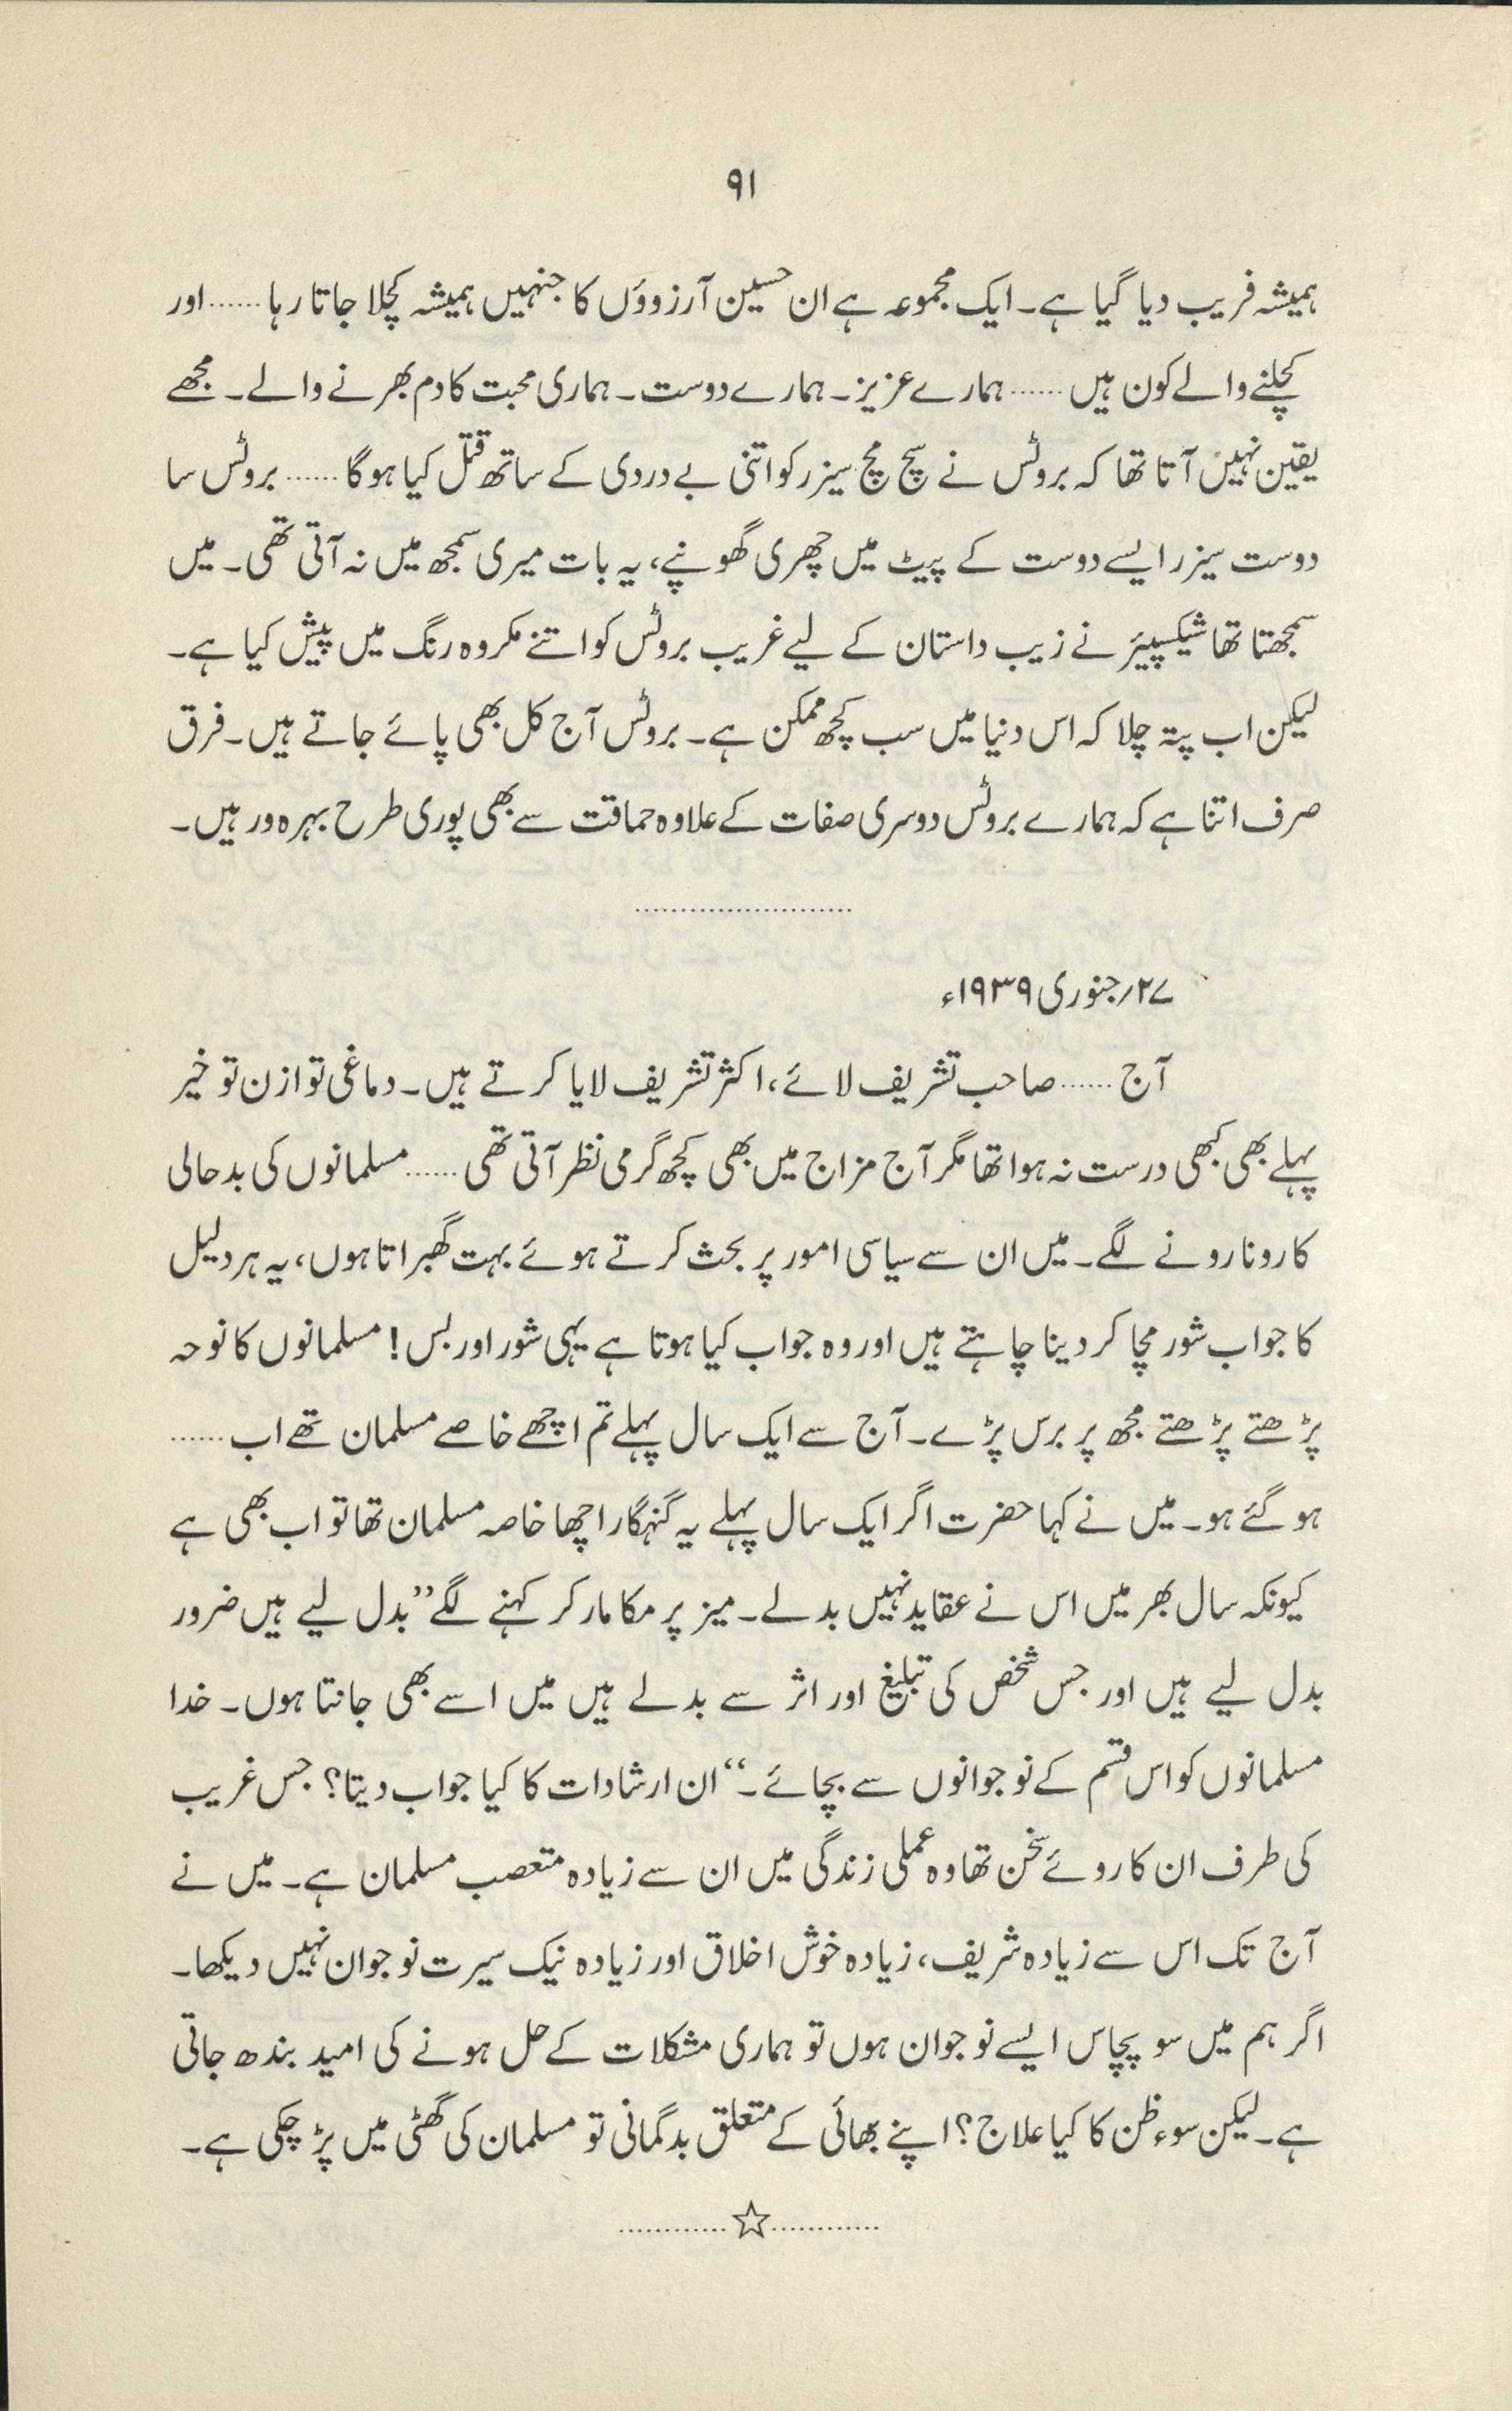 ۹۱
ہمیشہ فریب دیا گیا ہے۔ ایک مجموعہ ہے ان حسین آرزووؤں کا جنہیں ہمیشہ کچلا جاتا رہا ...... اور
کچلنے والے کون ہیں ...... ہمارے عزیز۔ ہمارے دوست۔ ہماری محبت کا دم بھرنے والے۔ مجھے
یقین نہیں آتا تھا کہ بروٹس نے سچ مچ سیزر کو اتنی بے دردی کے ساتھ قتل کیا ہوگا ...... بروٹس سا
دوست سیزر ایسے دوست کے پیٹ میں چھری گھونپے، یہ بات میری سمجھ میں نہ آتی تھی۔ میں
سمجھتا تھا شیکسپیئر نے زیب داستان کے لیے غریب بروٹس کو اتنے مکروہ رنگ میں پیش کیا ہے۔
لیکن اب پتہ چلا کہ اس دنیا میں سب کچھ ممکن ہے۔ بروٹس آج کل بھی پائے جاتے ہیں۔ فرق
صرف اتنا ہے کہ ہمارے بروٹس دوسری صفات کے علاوہ حماقت سے بھی پوری طرح بہرہ ور ہیں۔
........................
۲۷؍جنوری ۱۹۳۹ء
آج ...... صاحب تشریف لائے، اکثر تشریف لایا کرتے ہیں۔ دماغی توازن تو خیر
پہلے بھی کبھی درست نہ ہوا تھا مگر آج مزاج میں بھی کچھ گرمی نظر آتی تھی ...... مسلمانوں کی بدحالی
کا رونا رونے لگے۔ میں ان سے سیاسی امور پر بحث کرتے ہوئے بہت گھبراتا ہوں، یہ ہر دلیل
کا جواب شور مچا کر دینا چاہتے ہیں اور وہ جواب کیا ہوتا ہے یہی شور اور بس! مسلمانوں کا نوحہ
پڑھتے پڑھتے مجھ پر برس پڑے۔ آج سے ایک سال پہلے تم اچھے خاصے مسلمان تھے اب ......
ہو گئے ہو۔ میں نے کہا حضرت اگر ایک سال پہلے یہ گنہگار اچھا خاصہ مسلمان تھا تو اب بھی ہے
کیونکہ سال بھر میں اس نے عقاید نہیں بدلے۔ میز پر مکا مار کر کہنے لگے ”بدل لیے ہیں ضرور
بدل لیے ہیں اور جس شخص کی تبلیغ اور اثر سے بدلے ہیں میں اسے بھی جانتا ہوں۔ خدا
مسلمانوں کو اس قسم کے نوجوانوں سے بچائے۔“ ان ارشادات کا کیا جواب دیتا؟ جس غریب
کی طرف ان کا روئے سخن تھا وہ عملی زندگی میں ان سے زیادہ متعصب مسلمان ہے۔ میں نے
آج تک اس سے زیادہ شریف، زیادہ خوش اخلاق اور زیادہ نیک سیرت نوجوان نہیں دیکھا۔
اگر ہم میں سو پچاس ایسے نوجوان ہوں تو ہماری مشکلات کے حل ہونے کی امید بندھ جاتی
ہے۔ لیکن سوءظن کا کیا علاج؟ اپنے بھائی کے متعلق بدگمانی تو مسلمان کی گھٹی میں پڑ چکی ہے۔
............☆............